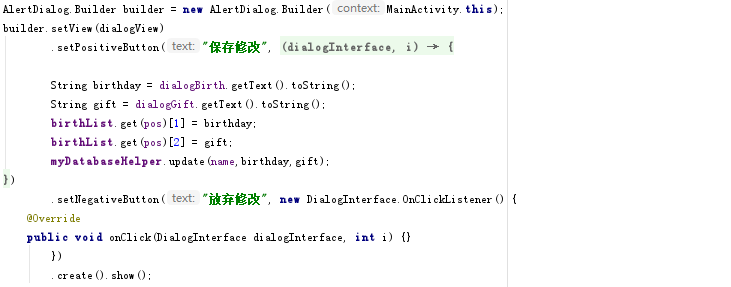 AlertDialog.Builder builder = new AlertDialog.Builder( context: MainActivity.this);
builder.setView(dialogView)
.setPositiveButton( text: "保存修改", (dialogInterface, i) → {
String birthday = dialogBirth.getText().toString();
String gift = dialogGift.getText().toString();
birthList.get(pos)[1] = birthday;
birthList.get(pos)[2] = gift;
myDatabaseHelper.update(name,birthday,gift);
})
.setNegativeButton( text: "放弃修改", new DialogInterface.OnClickListener() {
@Override
public void onClick(DialogInterface dialogInterface, int i) {}
})
.create().show();